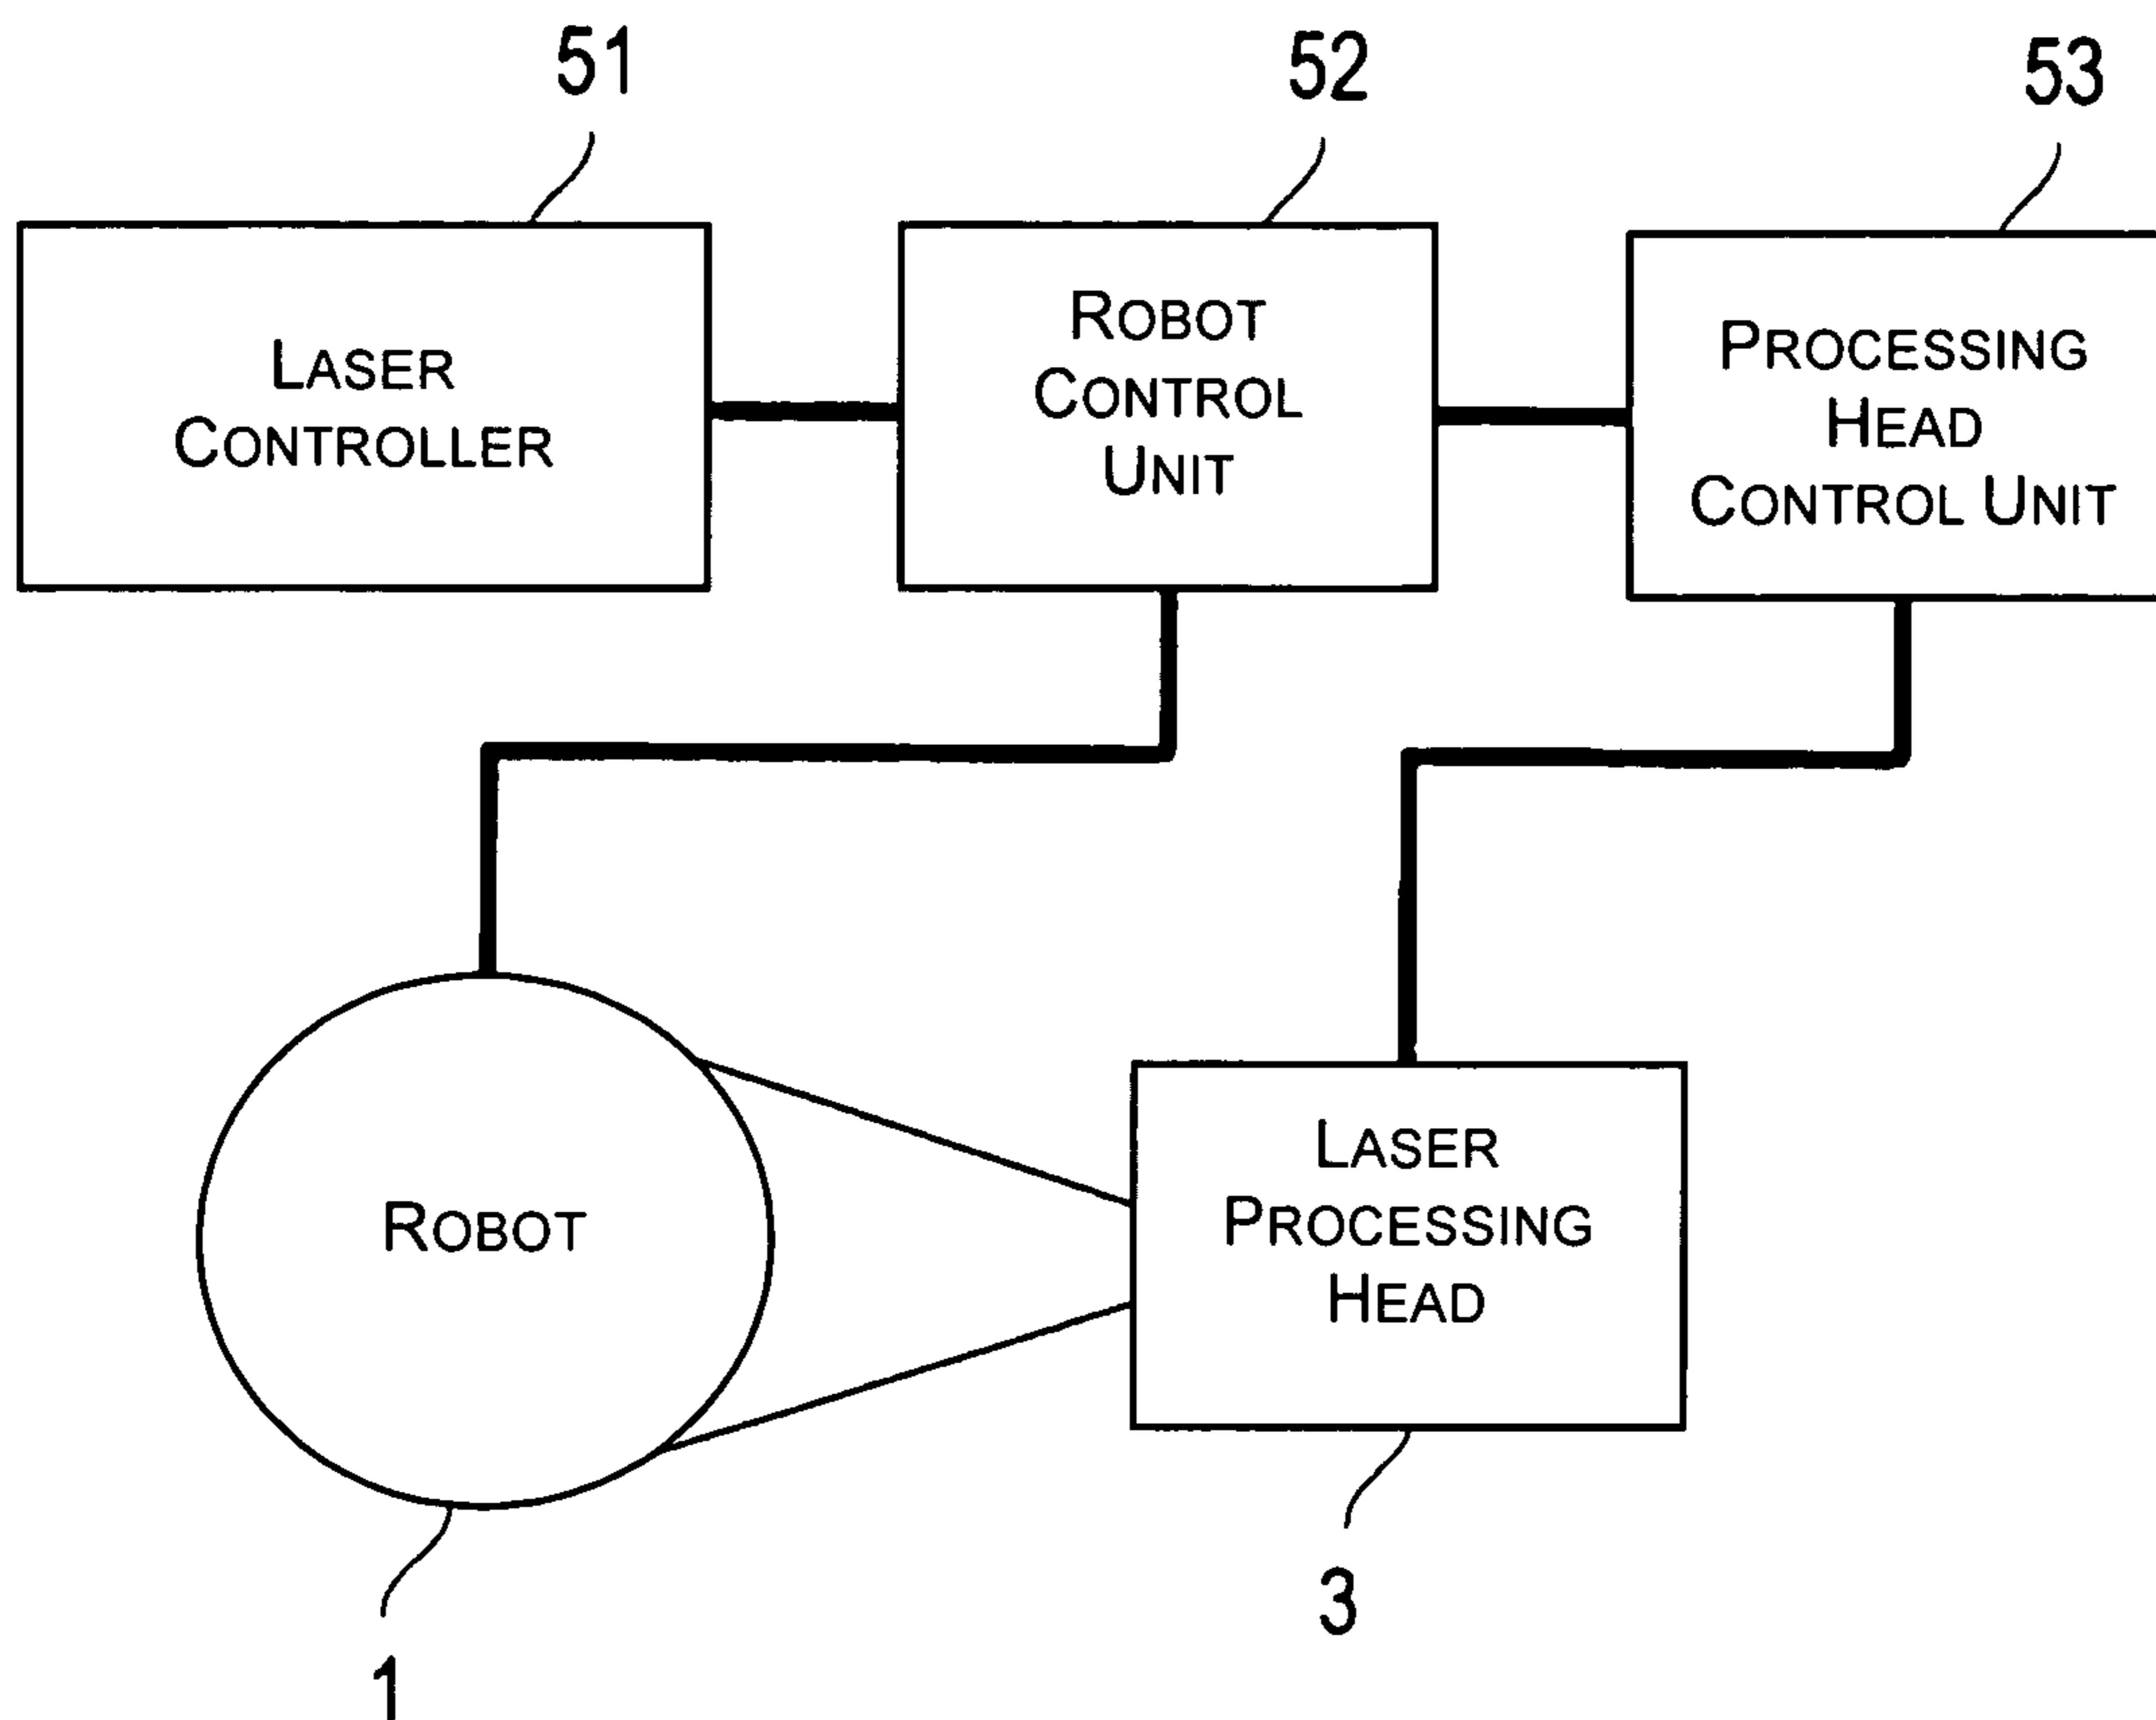 51
52
53
LASER
CONTROLLER
ROBOT
CONTROL
UNIT
PROCESSING
HEAD
CONTROL UNIT
ROBOT
LASER
PROCESSING
HEAD
3
1